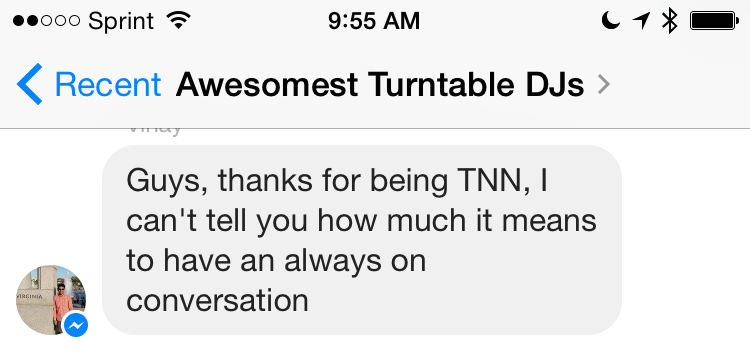 Sprint 9:55 AM
Recent Awesomest Turntable DJs
Vinay
Guys, thanks for being TNN, I
can't tell you how much it means
to have an always on
conversation
VIRGINIA